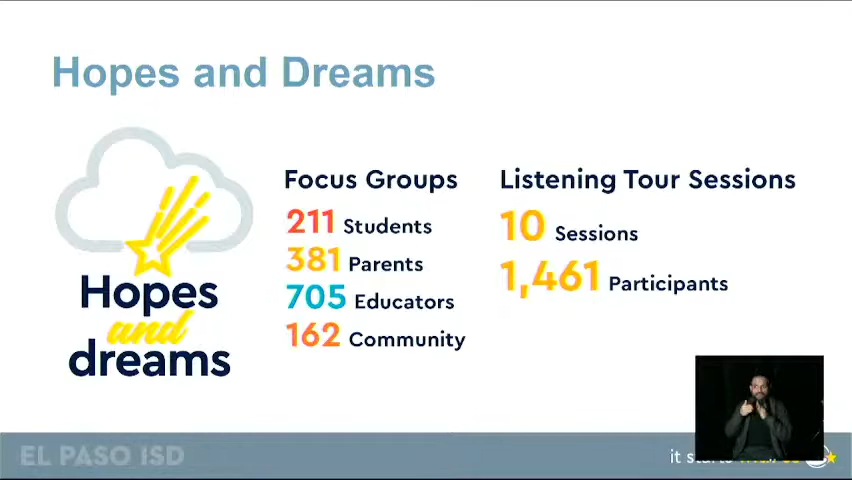 Hopes and Dreams
Hopes
and
dreams
Focus Groups
211 Students
381 Parents
705 Educators
162 Community
Listening Tour Sessions
10 Sessions
1,461 Participants
EL PASO ISD
it